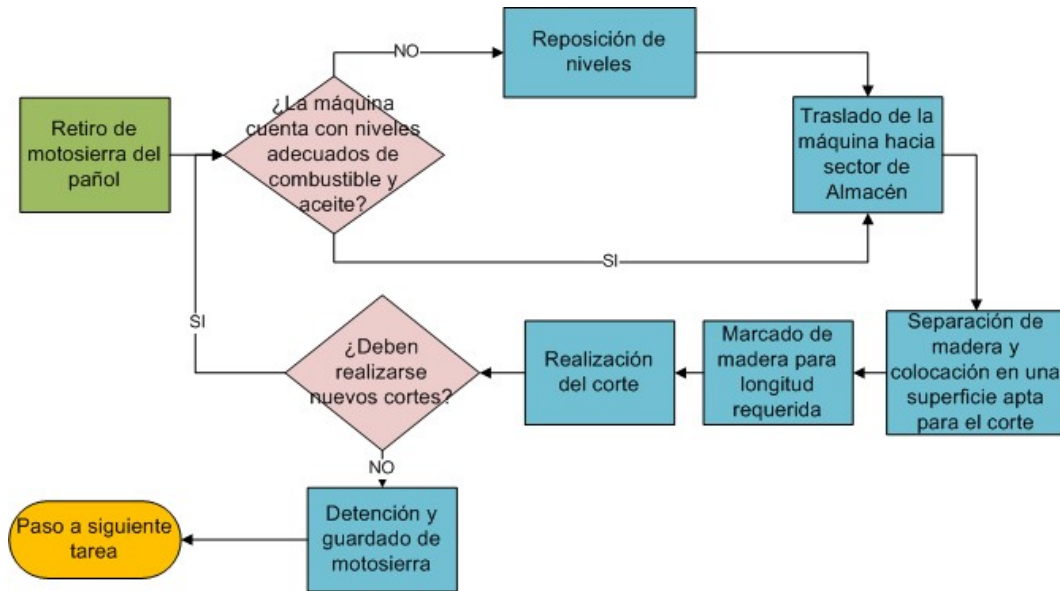 Retiro de
motosierra del
pañol
¿La máquina
cuenta con niveles
adecuados de
combustible y
aceite?
NO
Reposición de
niveles
Traslado de la
máquina hacia
sector de
Almacén
SI
SI
Separación de
madera y
colocación en una
superficie apta
para el corte
Marcado de
madera para
longitud
requerida
Realización
del corte
¿Deben
realizarse
nuevos cortes?
NO
Detención y
guardado de
motosierra
Paso a siguiente
tarea